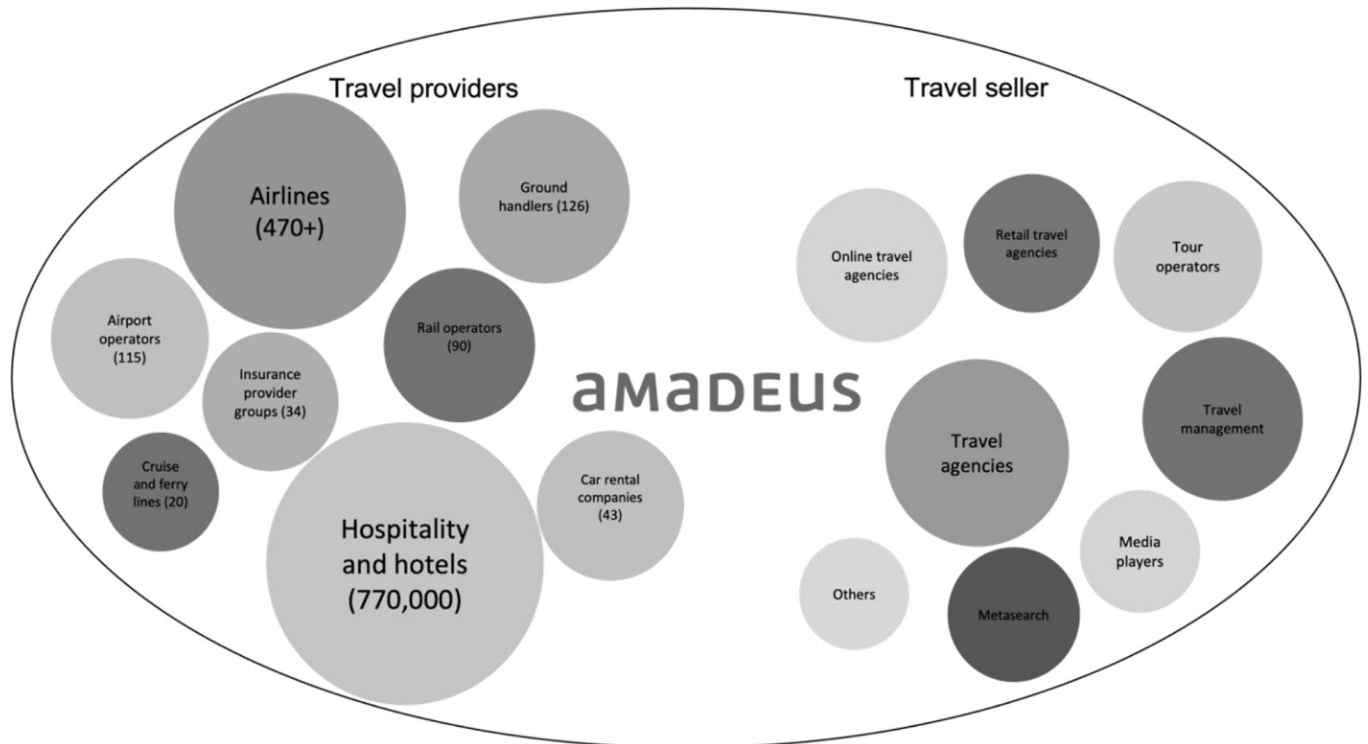 Travel providers
Airlines
(470+)
Ground
handlers (126)
Airport
operators
(115)
Rail operators
(90)
Insurance
provider
groups (34)
Cruise
and ferry
lines (20)
Hospitality
and hotels
(770,000)
Car rental
companies
(43)
aMaDEUS
Travel seller
Online travel
agencies
Retail travel
agencies
Tour
operators
Travel
agencies
Travel
management
Media
players
Others
Metasearch